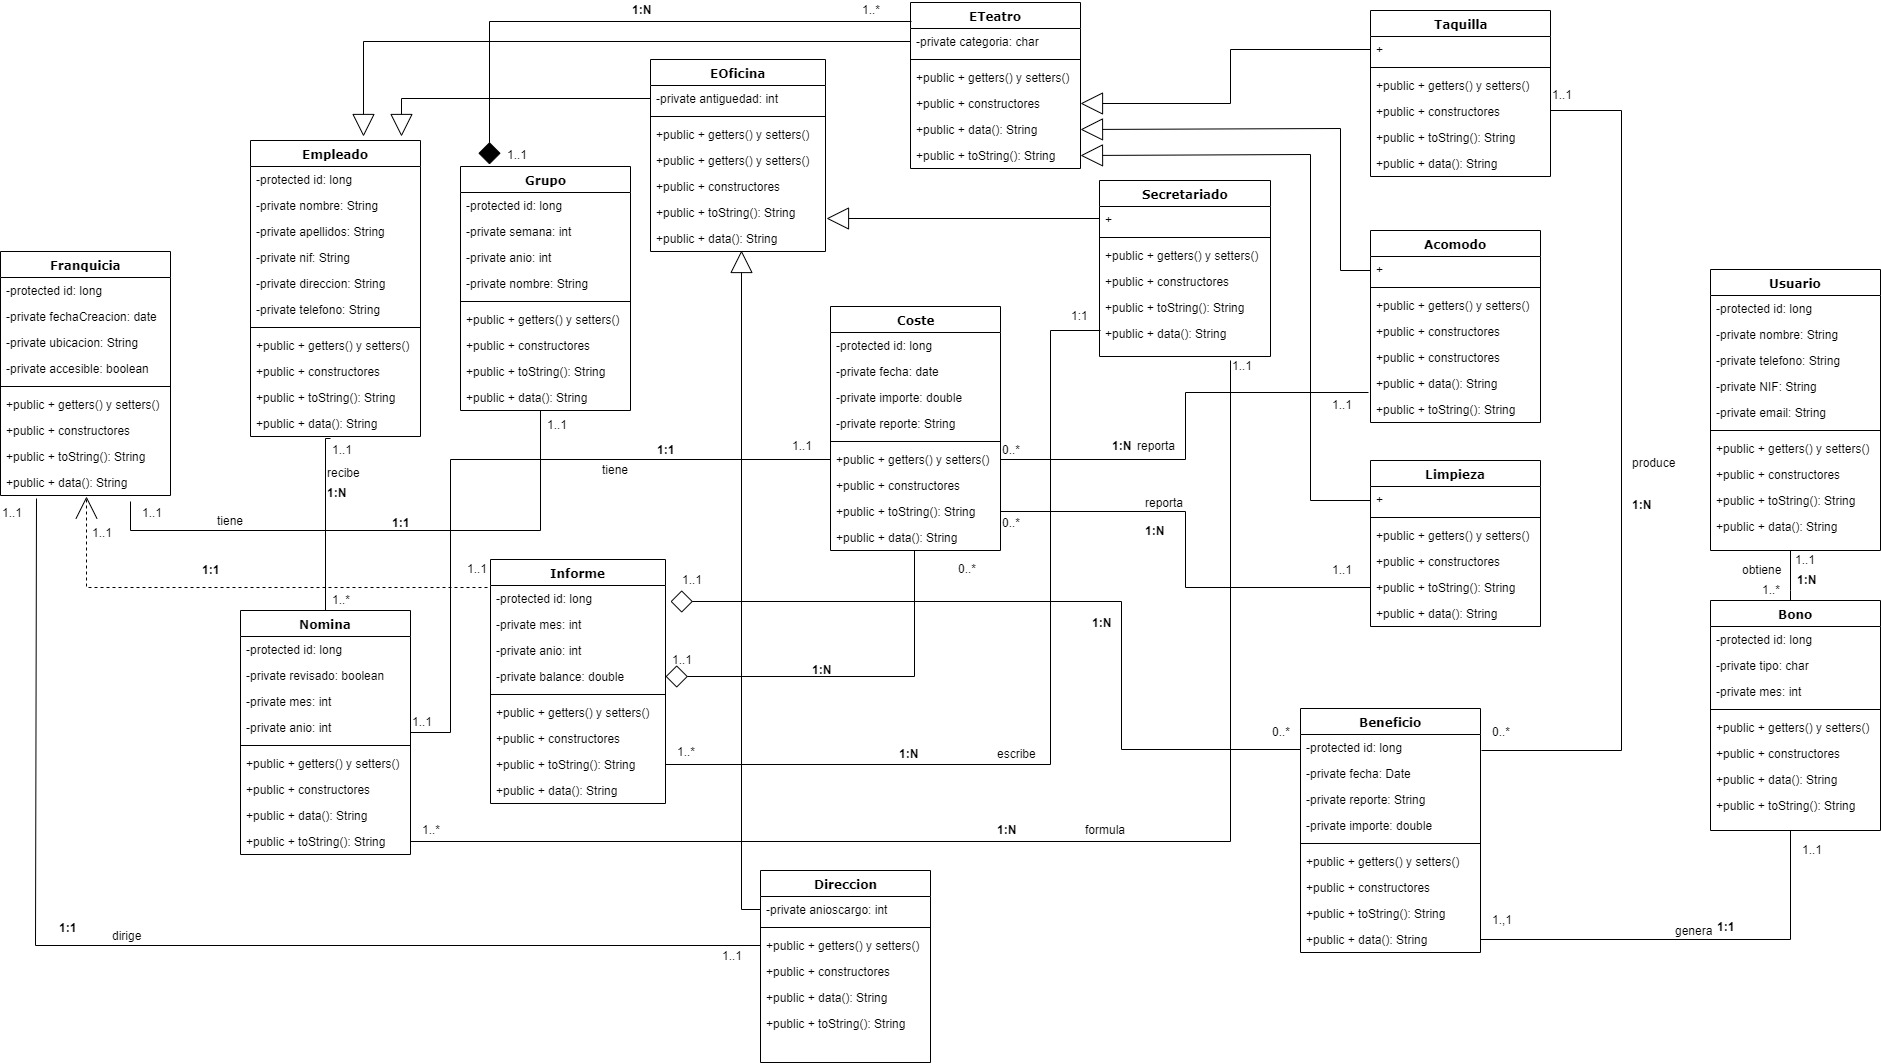 1:N
1..*
ETeatro
-private categoria: char
+public + getters() y setters()
+public + constructores
+public + data(): String
+public + toString(): String
Taquilla
+
+public + getters() y setters()
+public + constructores
+public + toString(): String
+public + data(): String
1..1
EOficina
-private antiguedad: int
+public + getters() y setters()
+public + getters() y setters()
+public + constructores
+public + toString(): String
+public + data(): String
Empleado
-protected id: long
-private nombre: String
-private apellidos: String
-private nif: String
-private direccion: String
-private telefono: String
+public + getters() y setters()
+public + constructores
+public + toString(): String
+public + data(): String
1..1
recibe
1:N
1..*
1..1
Grupo
-protected id: long
-private semana: int
-private anio: int
-private nombre: String
+public + getters() y setters()
+public + constructores
+public + toString(): String
+public + data(): String
1..1
Secretariado
+
+public + getters() y setters()
+public + constructores
+public + toString(): String
+public + data(): String
1:1
1..1
Acomodo
+
+public + getters() y setters()
+public + constructores
+public + constructores
+public + data(): String
+public + toString(): String
1..1
Franquicia
-protected id: long
-private fechaCreacion: date
-private ubicacion: String
-private accesible: boolean
+public + getters() y setters()
+public + constructores
+public + toString(): String
+public + data(): String
1..1
1..1
1..1
tiene
1:1
1:1
1..1
Coste
-protected id: long
-private fecha: date
-private importe: double
-private reporte: String
+public + getters() y setters()
+public + constructores
+public + toString(): String
+public + data(): String
1:1
tiene
1..1
0..*
1:N reporta
0..*
reporta
1:N
0..*
Limpieza
+
+public + getters() y setters()
+public + constructores
+public + toString(): String
+public + data(): String
1..1
produce
1:N
Usuario
-protected id: long
-private nombre: String
-private telefono: String
-private NIF: String
-private email: String
+public + getters() y setters()
+public + constructores
+public + toString(): String
+public + data(): String
1..1
obtiene
1:N
1..*
Bono
-protected id: long
-private tipo: char
-private mes: int
+public + getters() y setters()
+public + constructores
+public + data(): String
+public + toString(): String
1..1
Informe
-protected id: long
-private mes: int
-private anio: int
-private balance: double
+public + getters() y setters()
+public + constructores
+public + toString(): String
+public + data(): String
1..1
1:N
1..1
1:N
1..*
1:N
escribe
Nomina
-protected id: long
-private revisado: boolean
-private mes: int
-private anio: int
+public + getters() y setters()
+public + constructores
+public + data(): String
+public + toString(): String
1..1
1..*
1:N
formula
Beneficio
-protected id: long
-private fecha: Date
-private reporte: String
-private importe: double
+public + getters() y setters()
+public + constructores
+public + toString(): String
+public + data(): String
0..*
0..*
1.,1
genera
1:1
Direccion
-private anioscargo: int
+public + getters() y setters()
+public + constructores
+public + data(): String
+public + toString(): String
1:1
dirige
1..1